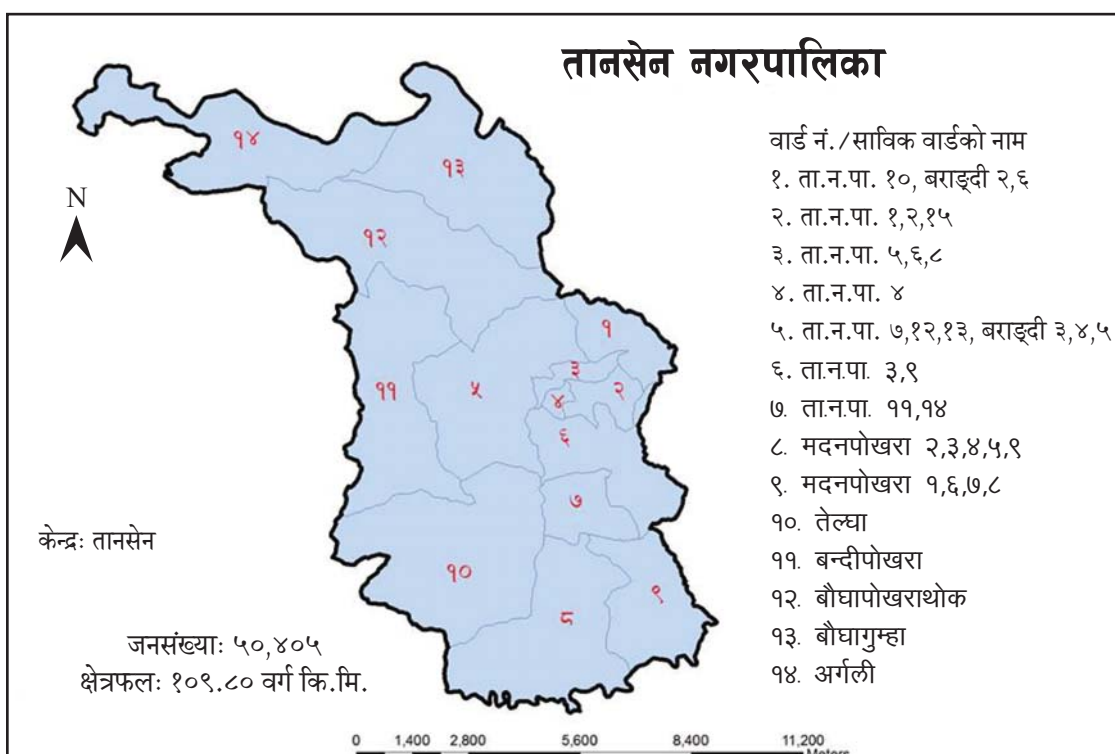 तानसेन नगरपालिका
वार्ड नं./साविक वार्डको नाम
१. ता.न.पा. १०, बराङ्दी २,६
२. ता.न.पा. १,२,१५
३. ता.न.पा. ५,६,८
४. ता.न.पा. ४
५. ता.न.पा. ७,१२,१३, बराङ्दी ३,४,५
६. ता.न.पा. ३,९
७. ता.न.पा. ११,१४
८. मदनपोखरा २,३,४,५,९
९. मदनपोखरा १,६,७,८
१०. तेल्घा
११. बन्दीपोखरा
१२. बौघापोखराथोक
१३. बौघागुम्हा
१४. अर्गली
N
१४
१३
१२
१
३
२
११
५
४
६
७
१०
९
८
केन्द्रः तानसेन
जनसंख्याः ५०,४०५
क्षेत्रफलः १०९.८० वर्ग कि.मि.
0 1,400 2,800 5,600 8,400 11,200
Meters